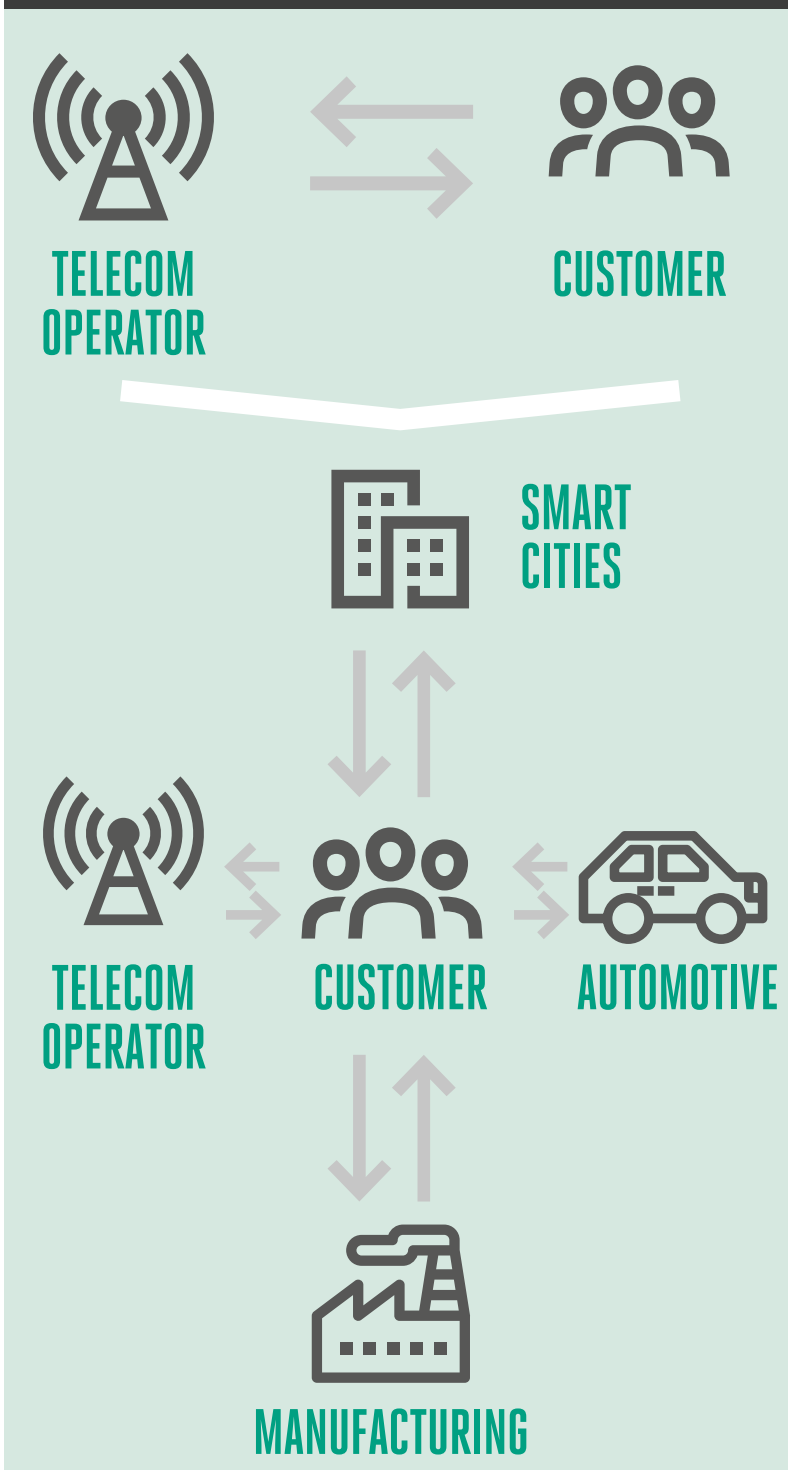 TELECOM
OPERATOR
CUSTOMER
SMART
CITIES
TELECOM
OPERATOR
CUSTOMER
AUTOMOTIVE
MANUFACTURING